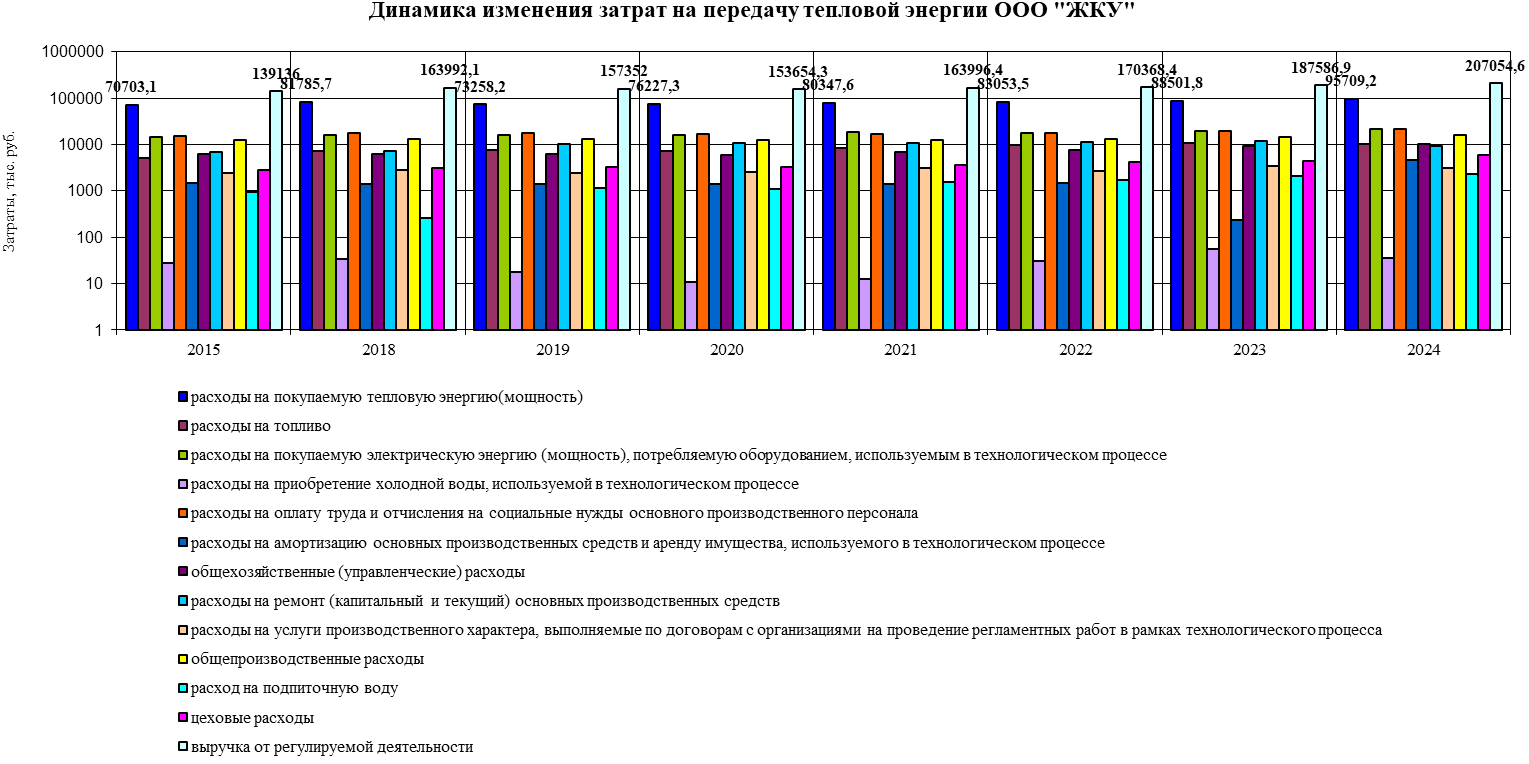 Динамика изменения затрат на передачу тепловой энергии ООО "ЖКУ"
Затраты, тыс. руб.
1000000
100000
10000
1000
100
10
1
70703,1 139136 81785,7 163992,1 73258,2 157352 76227,3 153654,3 80347,6 163996,4 83053,5 170368,4 88501,8 187586,9 95709,2 207054,6
2015 2018 2019 2020 2021 2022 2023 2024
расходы на покупаемую тепловую энергию(мощность)
расходы на топливо
расходы на покупаемую электрическую энергию (мощность), потребляемую оборудованием, используемым в технологическом процессе
расходы на приобретение холодной воды, используемой в технологическом процессе
расходы на оплату труда и отчисления на социальные нужды основного производственного персонала
расходы на амортизацию основных производственных средств и аренду имущества, используемого в технологическом процессе
общехозяйственные (управленческие) расходы
расходы на ремонт (капитальный и текущий) основных производственных средств
расходы на услуги производственного характера, выполняемые по договорам с организациями на проведение регламентных работ в рамках технологического процесса
общепроизводственные расходы
расход на подпиточную воду
цеховые расходы
выручка от регулируемой деятельности